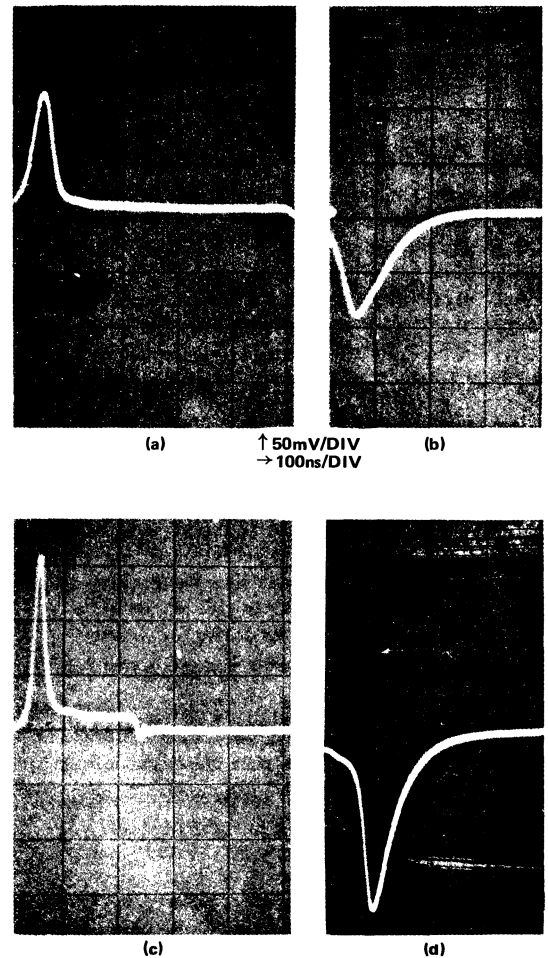 (a)
(b)
↑ 50mV/DIV
→ 100ns/DIV
(c)
(d)